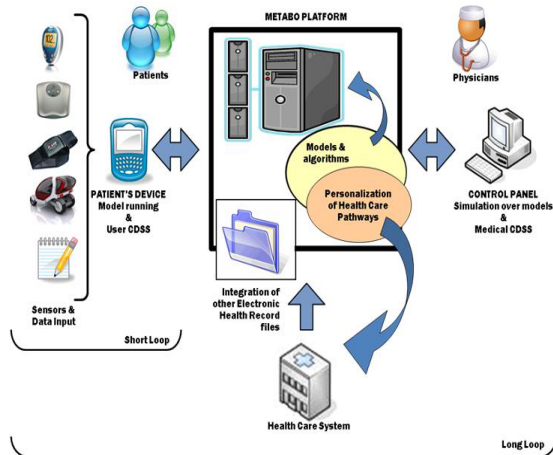 METABO PLATFORM
Patients
Physicians
Models &
algorithms
Personalization
of Health Care
Pathways
PATIENT'S DEVICE
Model running
&
User CDSS
CONTROL PANEL
Simulation over models
&
Medical CDSS
Sensors &
Data Input
Integration of
other Electronic
Health Record
files
Short Loop
Health Care System
Long Loop